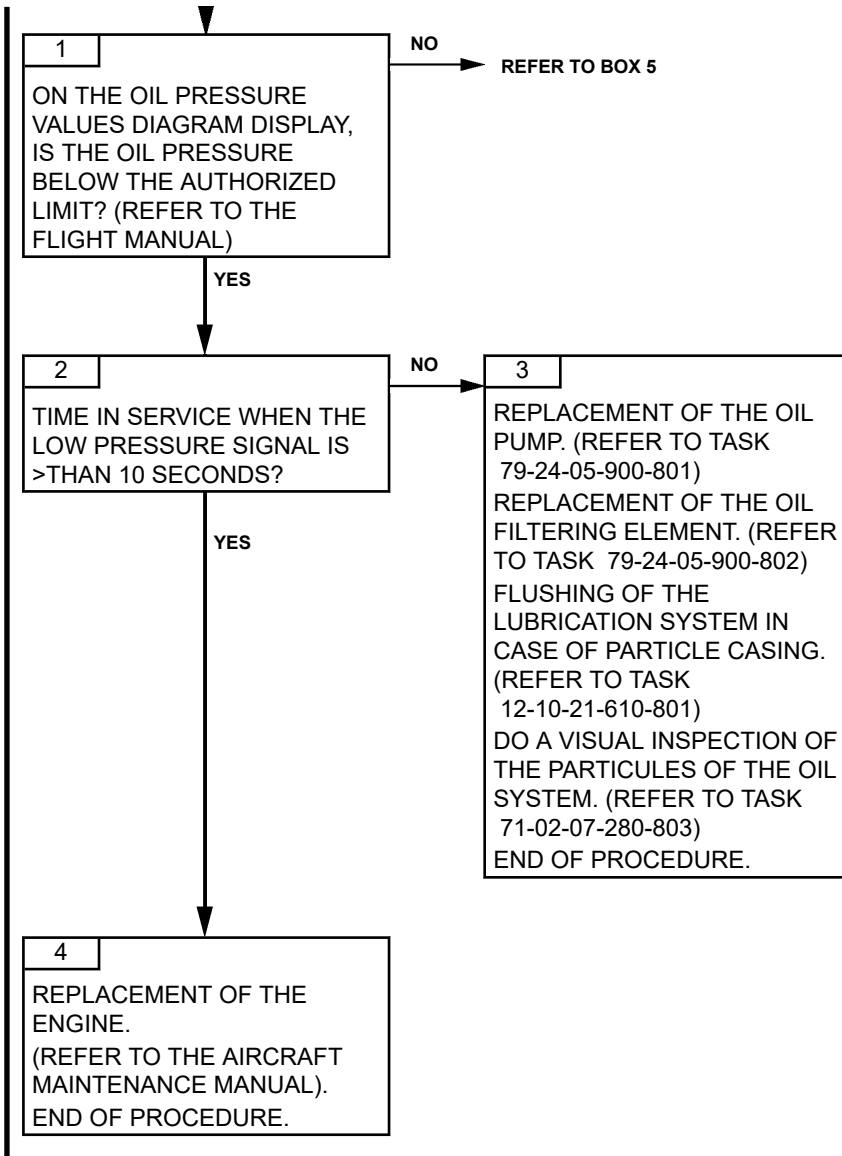 1
NO
REFER TO BOX 5
ON THE OIL PRESSURE
VALUES DIAGRAM DISPLAY,
IS THE OIL PRESSURE
BELOW THE AUTHORIZED
LIMIT? (REFER TO THE
FLIGHT MANUAL)
YES
2
NO
TIME IN SERVICE WHEN THE
LOW PRESSURE SIGNAL IS
>THAN 10 SECONDS?
YES
3
REPLACEMENT OF THE OIL
PUMP. (REFER TO TASK
79-24-05-900-801)
REPLACEMENT OF THE OIL
FILTERING ELEMENT. (REFER
TO TASK 79-24-05-900-802)
FLUSHING OF THE
LUBRICATION SYSTEM IN
CASE OF PARTICLE CASING.
(REFER TO TASK
12-10-21-610-801)
DO A VISUAL INSPECTION OF
THE PARTICULES OF THE OIL
SYSTEM. (REFER TO TASK
71-02-07-280-803)
END OF PROCEDURE.
4
REPLACEMENT OF THE
ENGINE.
(REFER TO THE AIRCRAFT
MAINTENANCE MANUAL).
END OF PROCEDURE.